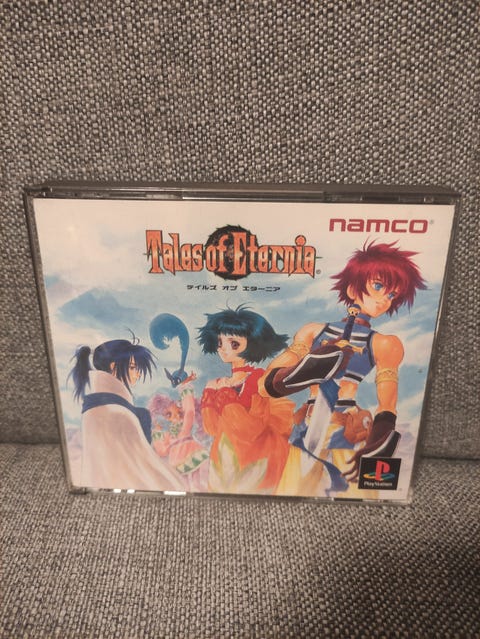 namco®
Tales of Eternia®
テイルズ オブ エターニア
PlayStation